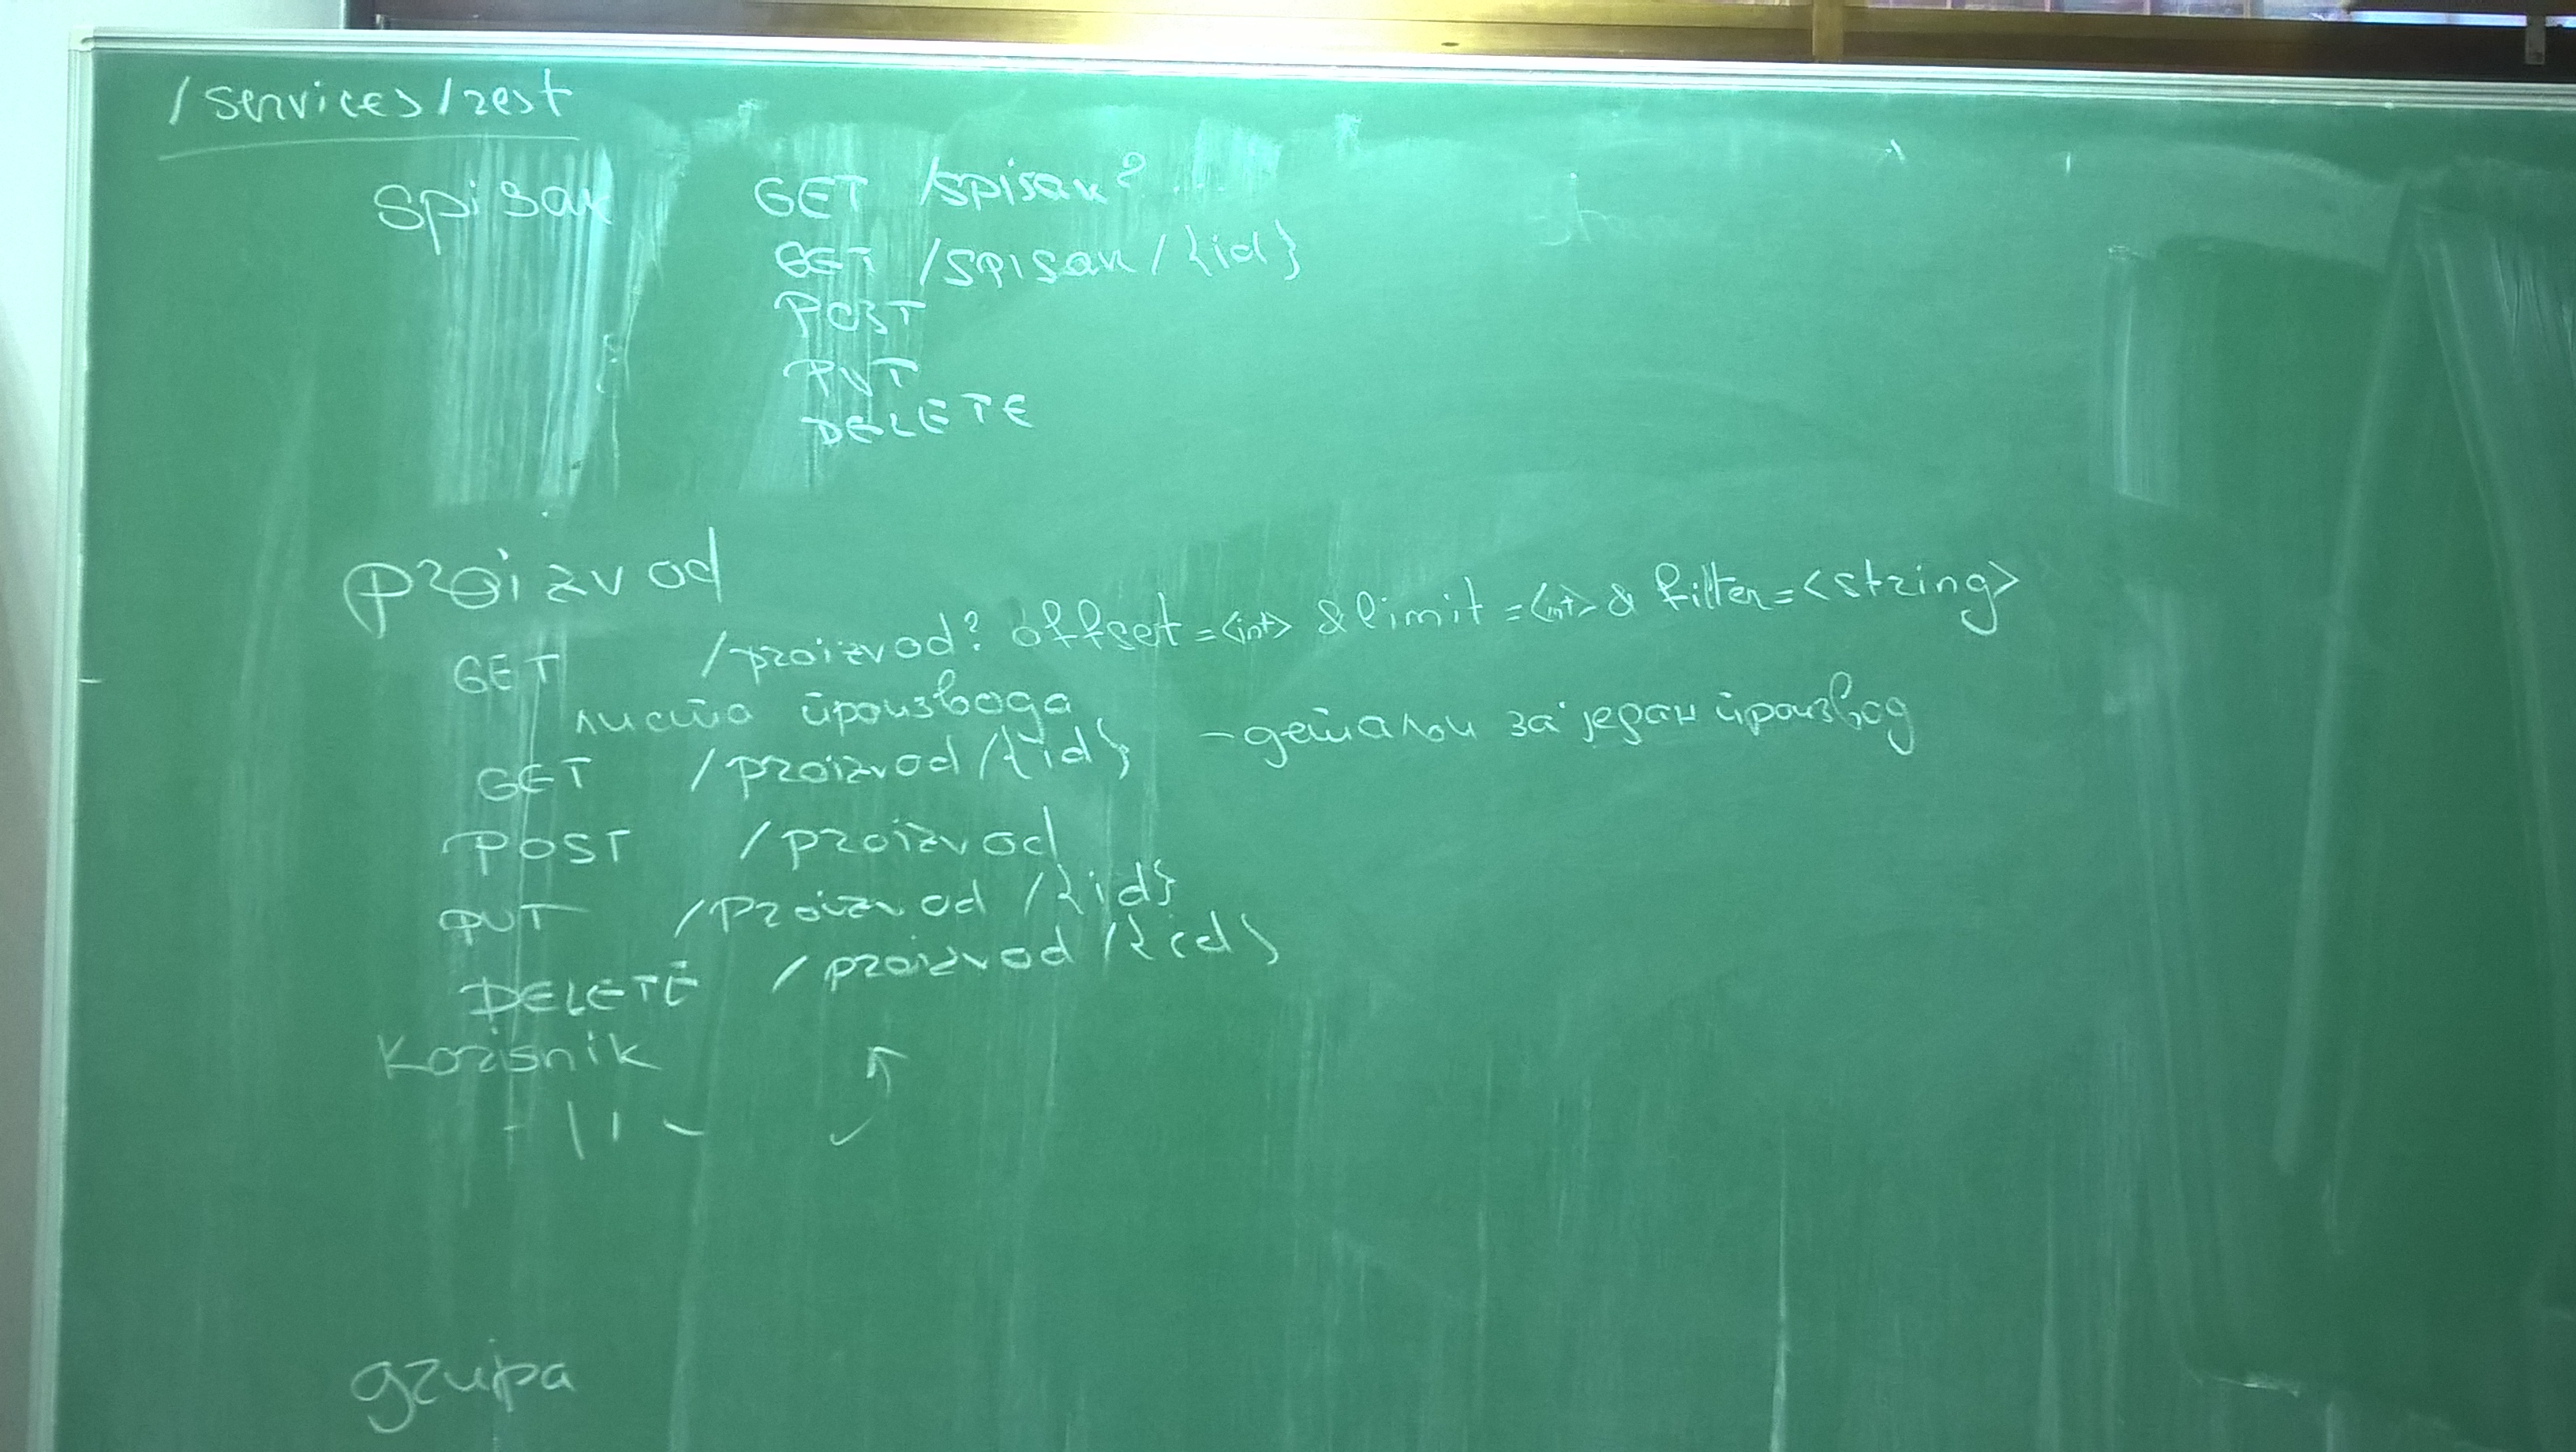 /services/rest
spisak GET /spisak? ...
GET /spisak/{id}
POST
PUT
DELETE
proizvod
GET /proizvod? offset=<int> &limit=<int> & filter=<string>
листа производа
GET /proizvod/{id} - детаљи за један производ
POST /proizvod
PUT /proizvod/{id}
DELETE /proizvod/{id}
Korisnik
-11-
grupa